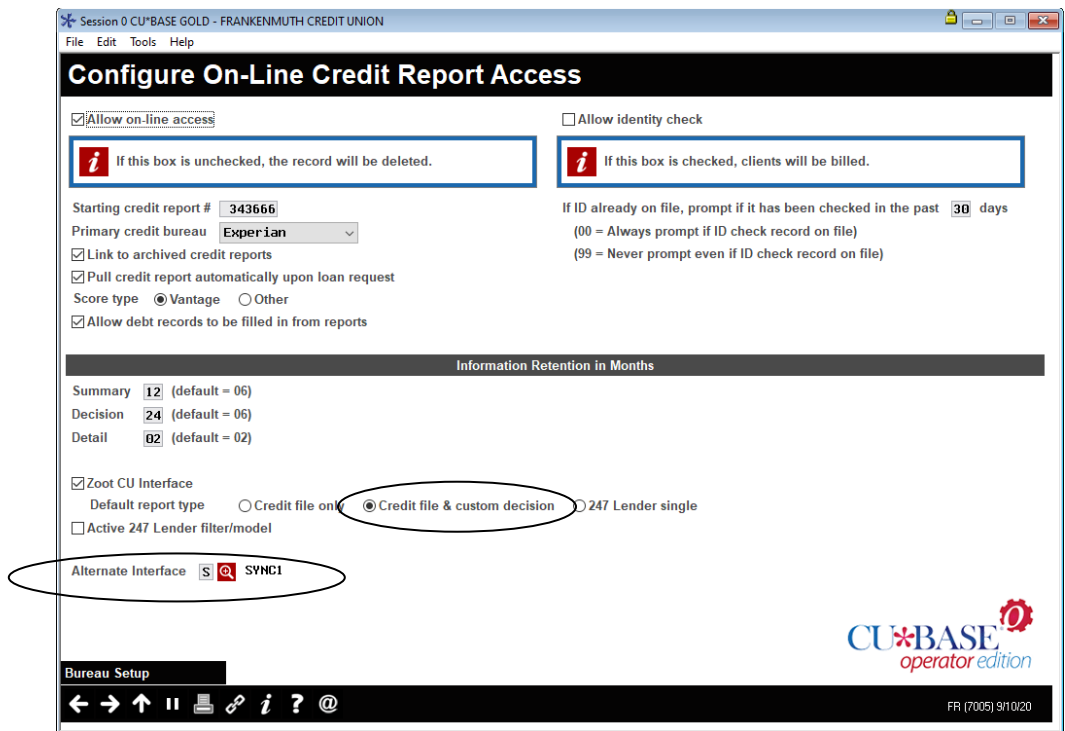 Session 0 CU*BASE GOLD - FRANKENMUTH CREDIT UNION
File Edit Tools Help
Configure On-Line Credit Report Access
Allow on-line access
Allow identity check
i If this box is unchecked, the record will be deleted.
i If this box is checked, clients will be billed.
Starting credit report # 343666
If ID already on file, prompt if it has been checked in the past 30 days
Primary credit bureau Experian
(00 = Always prompt if ID check record on file)
Link to archived credit reports
(99 = Never prompt even if ID check record on file)
Pull credit report automatically upon loan request
Score type Vantage Other
Allow debt records to be filled in from reports
Information Retention in Months
Summary 12 (default = 06)
Decision 24 (default = 06)
Detail 02 (default = 02)
Zoot CU Interface
Default report type Credit file only Credit file & custom decision 247 Lender single
Active 247 Lender filter/model
Alternate Interface S SYNC1
CU*BASE
operator edition
Bureau Setup
i ? @
FR (7005) 9/10/20